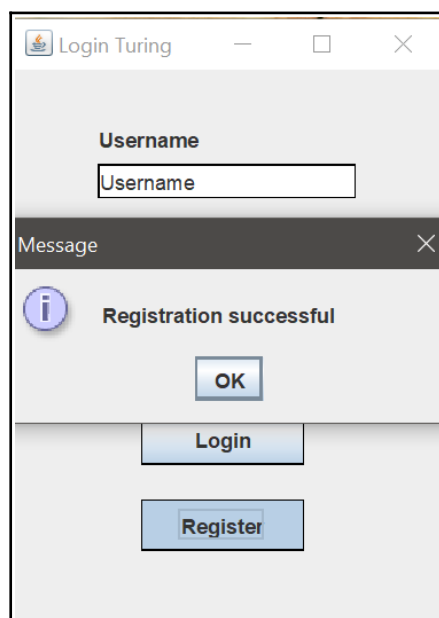 Login Turing
Username
Username
Message
Registration successful
OK
Login
Register